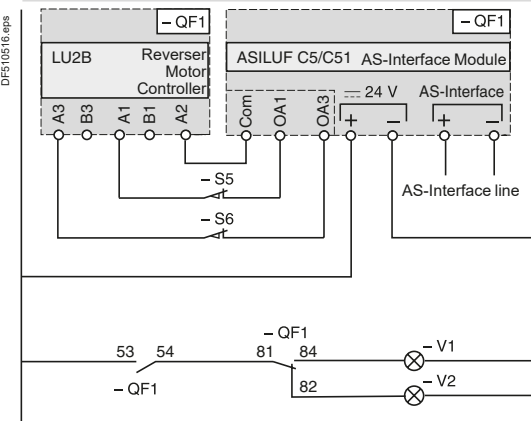 DF510516.eps
– QF1
– QF1
LU2B
Reverser
Motor
Controller
ASILUF C5/C51 AS-Interface Module
A3 B3 A1 B1 A2
Com OA1 OA3
24 V
AS-Interface
+ – + –
AS-Interface line
– S5
– S6
– QF1
53 54 81 84
– V1
– QF1
82
– V2